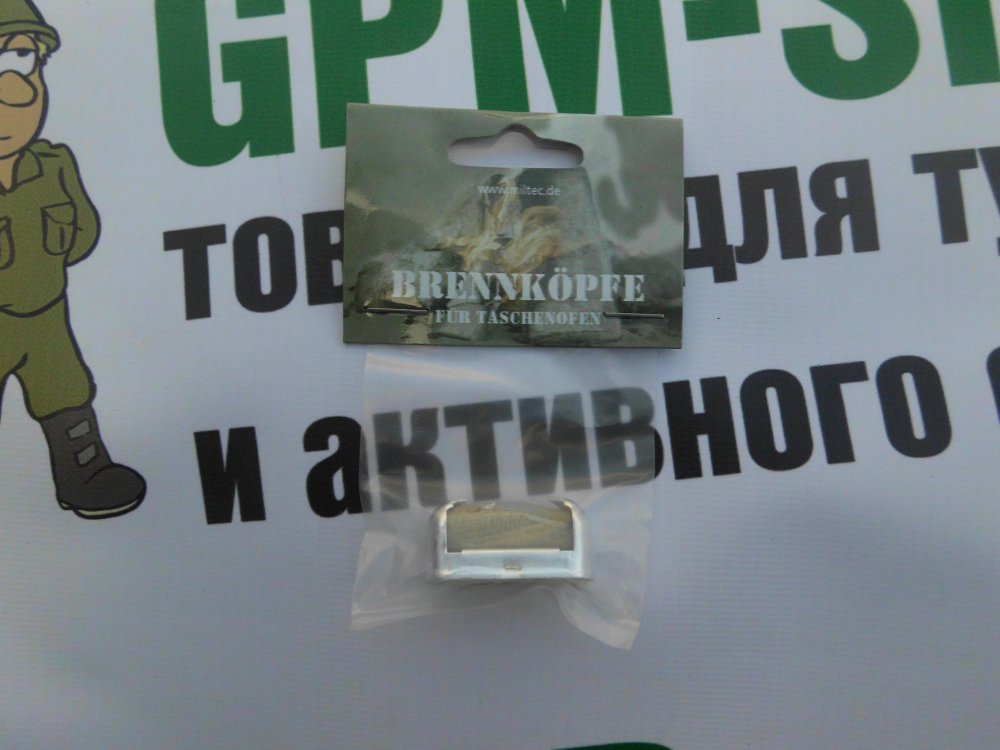 GPM-S
www.miltec.de
BRENNKÖPFE
FÜR TASCHENOFEN
тов для ту
и активного